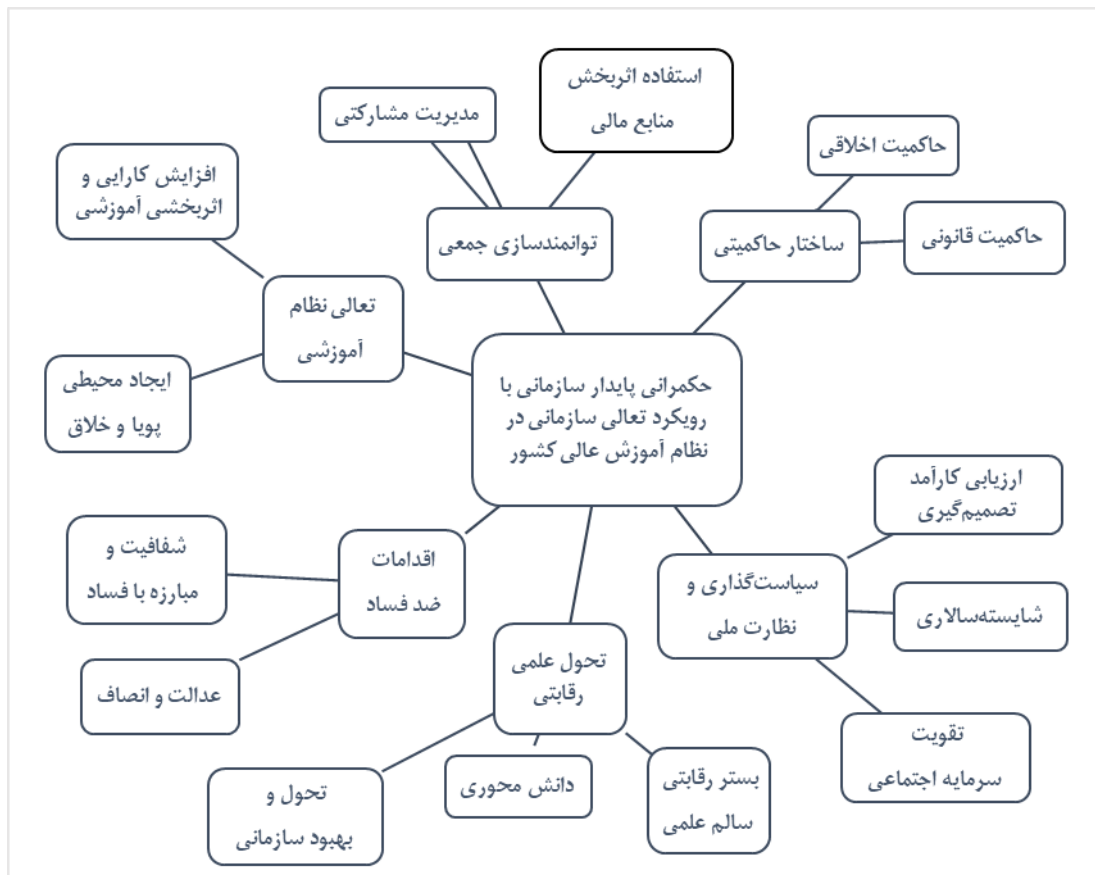 استفاده اثربخش
منابع مالی
مدیریت مشارکتی
حاکمیت اخلاقی
افزایش کارایی و
اثربخشی آموزشی
توانمندسازی جمعی
ساختار حاکمیتی
حاکمیت قانونی
تعالی نظام
آموزشی
ایجاد محیطی
پویا و خلاق
حکمرانی پایدار سازمانی با
رویکرد تعالی سازمانی در
نظام آموزش عالی کشور
ارزیابی کارآمد
تصمیم‌گیری
شفافیت و
مبارزه با فساد
اقدامات
ضد فساد
سیاست‌گذاری و
نظارت ملی
شایسته‌سالاری
عدالت و انصاف
تحول علمی
رقابتی
تقویت
سرمایه اجتماعی
تحول و
بهبود سازمانی
دانش محوری
بستر رقابتی
سالم علمی